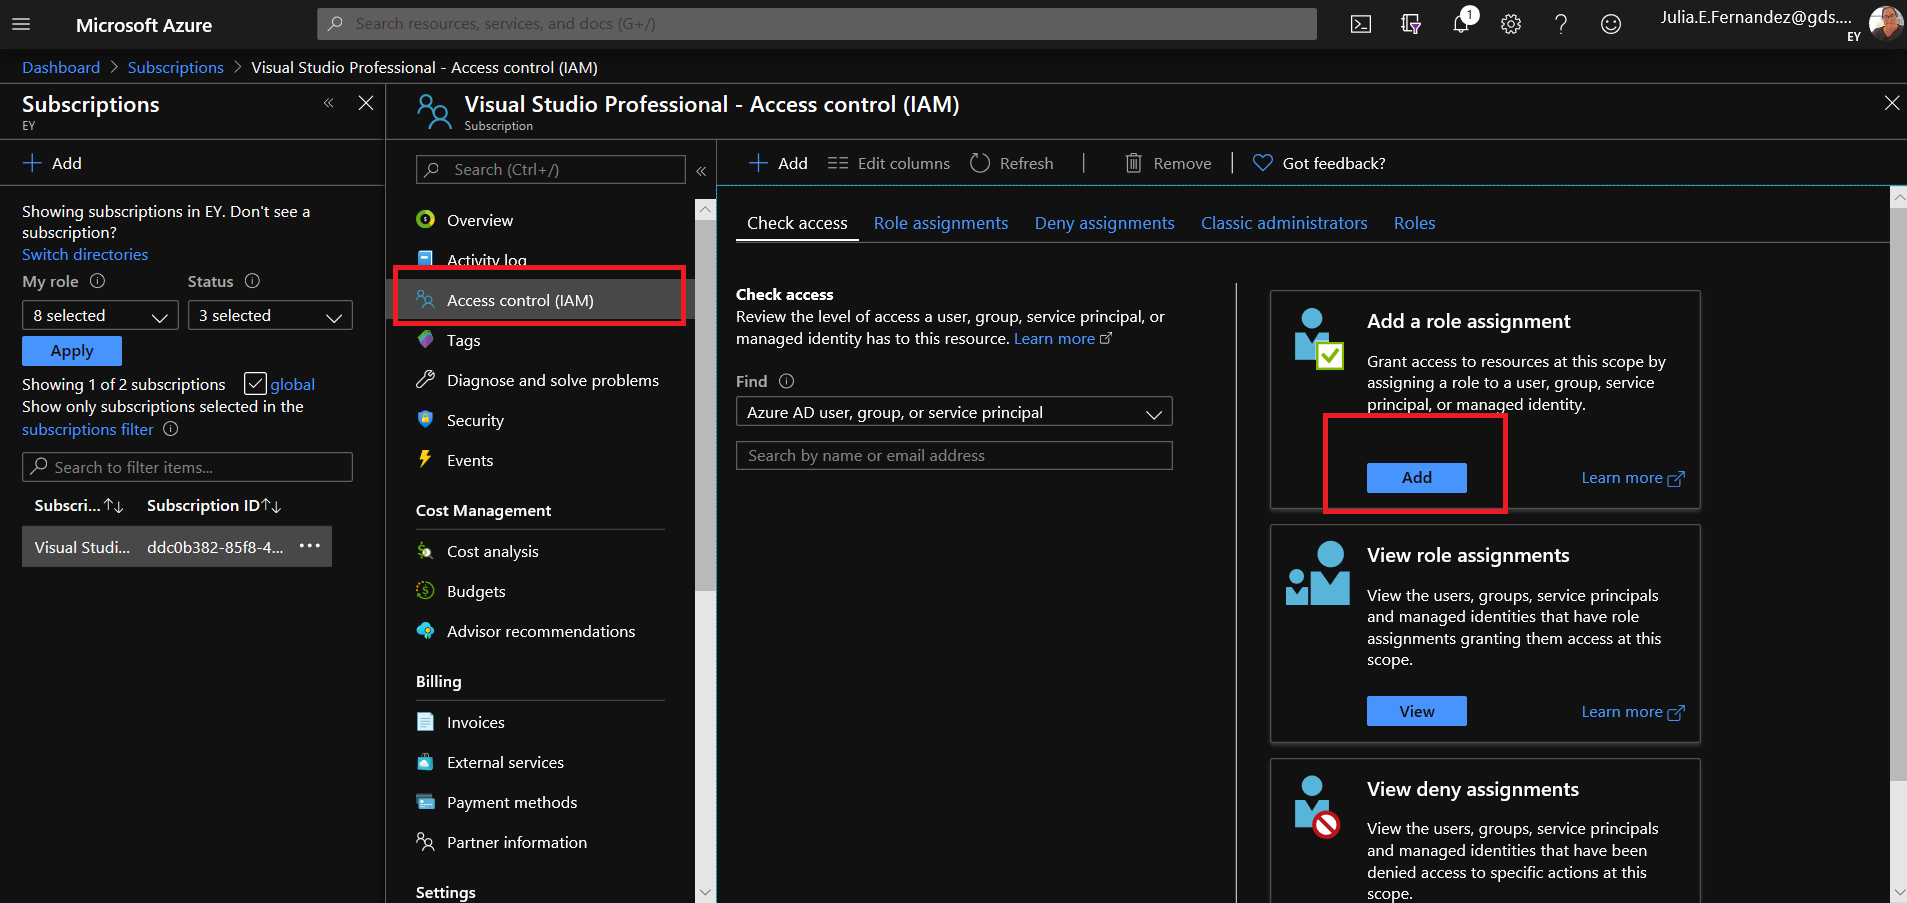 Microsoft Azure
Search resources, services, and docs (G+/)
1
Julia.E.Fernandez@gds....
EY
Dashboard > Subscriptions > Visual Studio Professional - Access control (IAM)
Subscriptions
EY
Add
Showing subscriptions in EY. Don't see a
subscription?
Switch directories
My role
Status
8 selected
3 selected
Apply
Showing 1 of 2 subscriptions global
Show only subscriptions selected in the
subscriptions filter
Search to filter items...
Subscri...↑↓ Subscription ID↑↓
Visual Studi... ddc0b382-85f8-4... ...
Visual Studio Professional - Access control (IAM)
Subscription
Search (Ctrl+/)
Overview
Activity log
Access control (IAM)
Tags
Diagnose and solve problems
Security
Events
Cost Management
Cost analysis
Budgets
Advisor recommendations
Billing
Invoices
External services
Payment methods
Partner information
Settings
Add Edit columns Refresh | Remove | Got feedback?
Check access Role assignments Deny assignments Classic administrators Roles
Check access
Review the level of access a user, group, service principal, or
managed identity has to this resource. Learn more
Find
Azure AD user, group, or service principal
Search by name or email address
Add a role assignment
Grant access to resources at this scope by
assigning a role to a user, group, service
principal, or managed identity.
Add
Learn more
View role assignments
View the users, groups, service principals
and managed identities that have role
assignments granting them access at this
scope.
View
Learn more
View deny assignments
View the users, groups, service principals
and managed identities that have been
denied access to specific actions at this
scope.